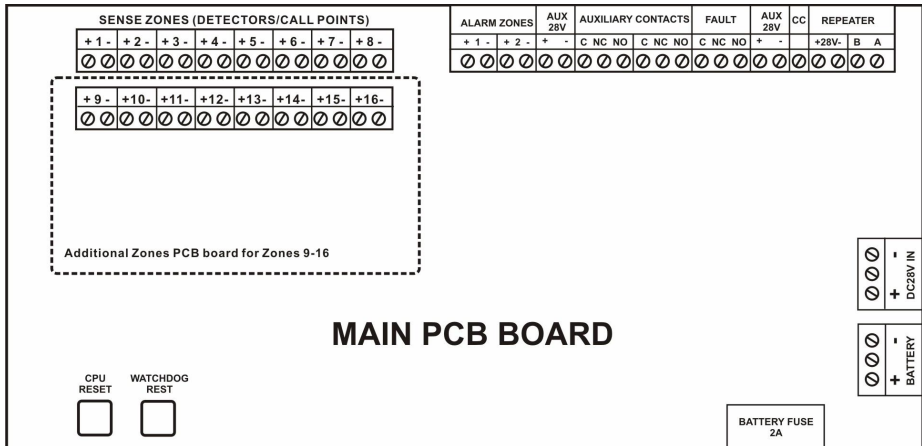 SENSE ZONES (DETECTORS/CALL POINTS)
+ 1 - + 2 - + 3 - + 4 - + 5 - + 6 - + 7 - + 8 -
ALARM ZONES
+ 1 - + 2 -
AUX
28V
+ -
AUXILIARY CONTACTS
C NC NO C NC NO
FAULT
C NC NO
AUX
28V
+ -
CC
REPEATER
+28V- B A
+ 9 - +10- +11- +12- +13- +14- +15- +16-
Additional Zones PCB board for Zones 9-16
- +
DC28V IN
MAIN PCB BOARD
- +
BATTERY
CPU
RESET
WATCHDOG
REST
BATTERY FUSE
2A